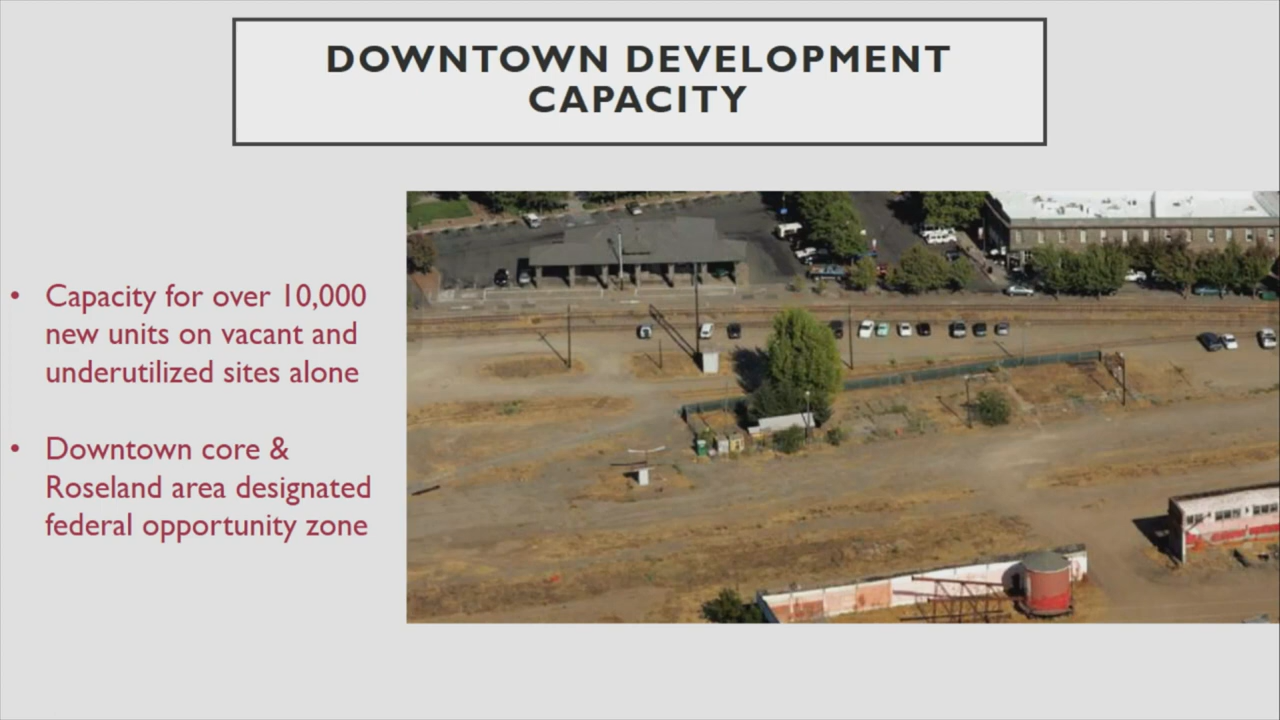 DOWNTOWN DEVELOPMENT
CAPACITY
• Capacity for over 10,000
new units on vacant and
underutilized sites alone
• Downtown core &
Roseland area designated
federal opportunity zone